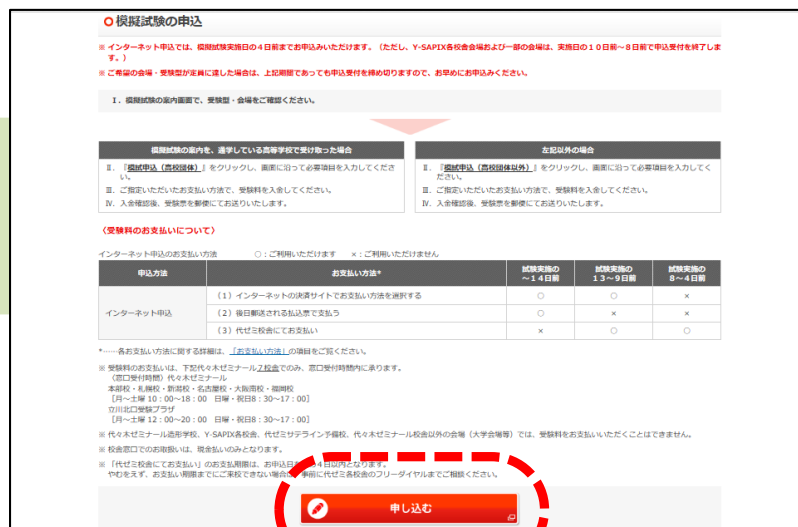 模擬試験の申込
※ インターネット申込では、模擬試験実施日の4日前までお申込みいただけます。（ただし、Y-SAPIX各校舎会場および一部の会場は、実施日の10日前～8日前で申込受付を終了しま
す。）
※ ご希望の会場・受験型が定員に達した場合は、上記期間であっても申込受付を締め切りますので、お早めにお申込みください。
Ⅰ．模擬試験の案内画面で、受験型・会場をご確認ください。
模擬試験の案内を、通学している高等学校で受け取った場合
Ⅱ．『模試申込（高校団体）』をクリックし、画面に沿って必要項目を入力してくださ
い。
Ⅲ．ご指定いただいたお支払い方法で、受験料を入金してください。
Ⅳ．入金確認後、受験票を郵便にてお送りいたします。
左記以外の場合
Ⅱ．『模試申込（高校団体以外）』をクリックし、画面に沿って必要項目を入力してく
ださい。
Ⅲ．ご指定いただいたお支払い方法で、受験料を入金してください。
Ⅳ．入金確認後、受験票を郵便にてお送りいたします。
〈受験料のお支払いについて〉
インターネット申込のお支払い方法　　○：ご利用いただけます　×：ご利用いただけません
申込方法　お支払い方法*　試験実施の　試験実施の　試験実施の
～14日前　13～9日前　8～4日前
（1）インターネットの決済サイトでお支払い方法を選択する　○　○　×
インターネット申込　（2）後日郵送される払込票で支払う　○　×　×
（3）代ゼミ校舎にてお支払い　×　○　○
*……各お支払い方法に関する詳細は、「お支払い方法」の項目をご覧ください。
※ 受験料のお支払いは、下記代々木ゼミナール7校舎でのみ、窓口受付時間内に承ります。
〈窓口受付時間〉代々木ゼミナール
本部校・札幌校・新潟校・名古屋校・大阪南校・福岡校
［月～土曜 10：00～18：00　日曜・祝日8：30～17：00］
立川北口受験プラザ
［月～土曜 12：00～20：00　日曜・祝日8：30～17：00］
※ 代々木ゼミナール造形学校、Y-SAPIX各校舎、代ゼミサテライン予備校、代々木ゼミナール校舎以外の会場（大学会場等）では、受験料をお支払いいただくことはできません。
※ 校舎窓口でのお取扱いは、現金払いのみとなります。
※ 「代ゼミ校舎にてお支払い」のお支払期限は、お申込日を　4日以内となります。
やむをえず、お支払い期限までにご来校できない場合は　事前に代ゼミ各校舎のフリーダイヤルまでご相談ください。
申し込む